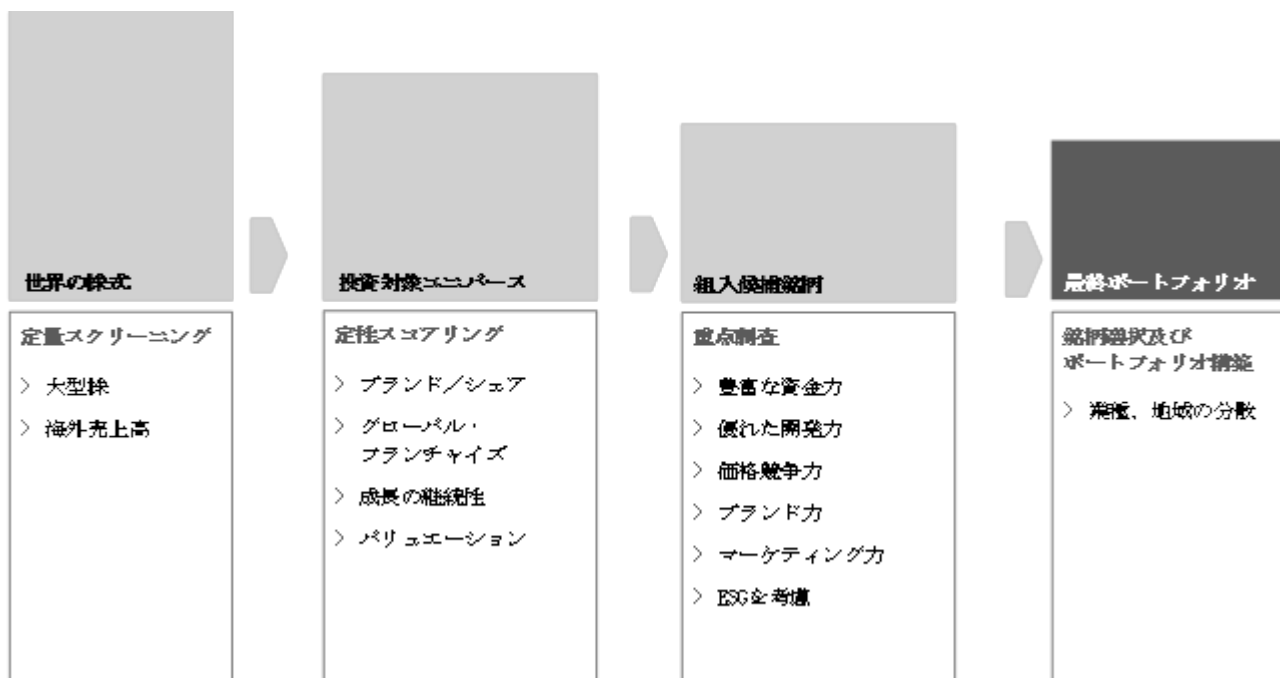 世界の株式
定量スクリーニング
> 大型株
> 海外売上高
投資対象ユニバース
定性スコアリング
> ブランド/シェア
> グローバル・
フランチャイズ
> 成長の継続性
> バリュエーション
組入候補銘柄
重点調査
> 豊富な資金力
> 優れた開発力
> 価格競争力
> ブランド力
> マーケティング力
> ESGを考慮
最終ポートフォリオ
銘柄選択及び
ポートフォリオ構築
> 業種、地域の分散